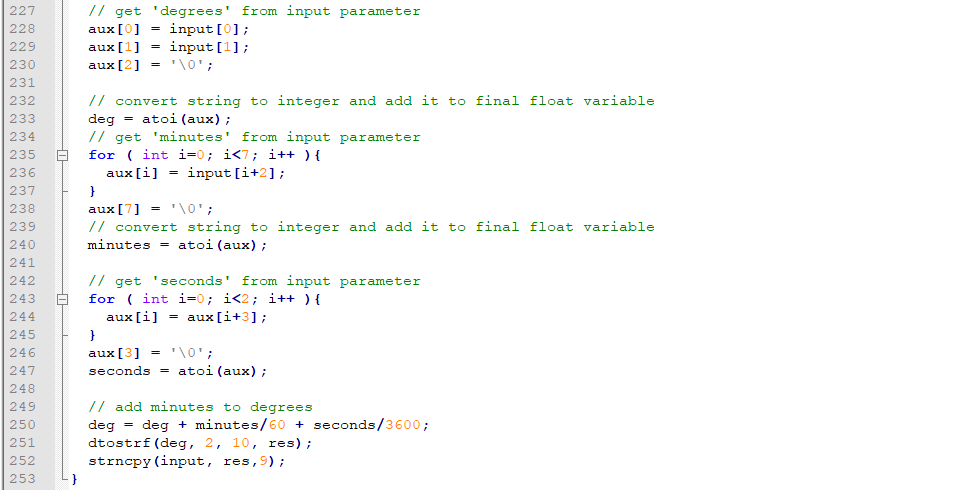 227 // get 'degrees' from input parameter
228 aux[0] = input[0];
229 aux[1] = input[1];
230 aux[2] = '\0';
231
232 // convert string to integer and add it to final float variable
233 deg = atoi(aux);
234 // get 'minutes' from input parameter
235 for ( int i=0; i<7; i++ ){
236 aux[i] = input[i+2];
237 }
238 aux[7] = '\0';
239 // convert string to integer and add it to final float variable
240 minutes = atoi(aux);
241
242 // get 'seconds' from input parameter
243 for ( int i=0; i<2; i++ ){
244 aux[i] = aux[i+3];
245 }
246 aux[3] = '\0';
247 seconds = atoi(aux);
248
249 // add minutes to degrees
250 deg = deg + minutes/60 + seconds/3600;
251 dtostrf(deg, 2, 10, res);
252 strncpy(input, res,9);
253 }